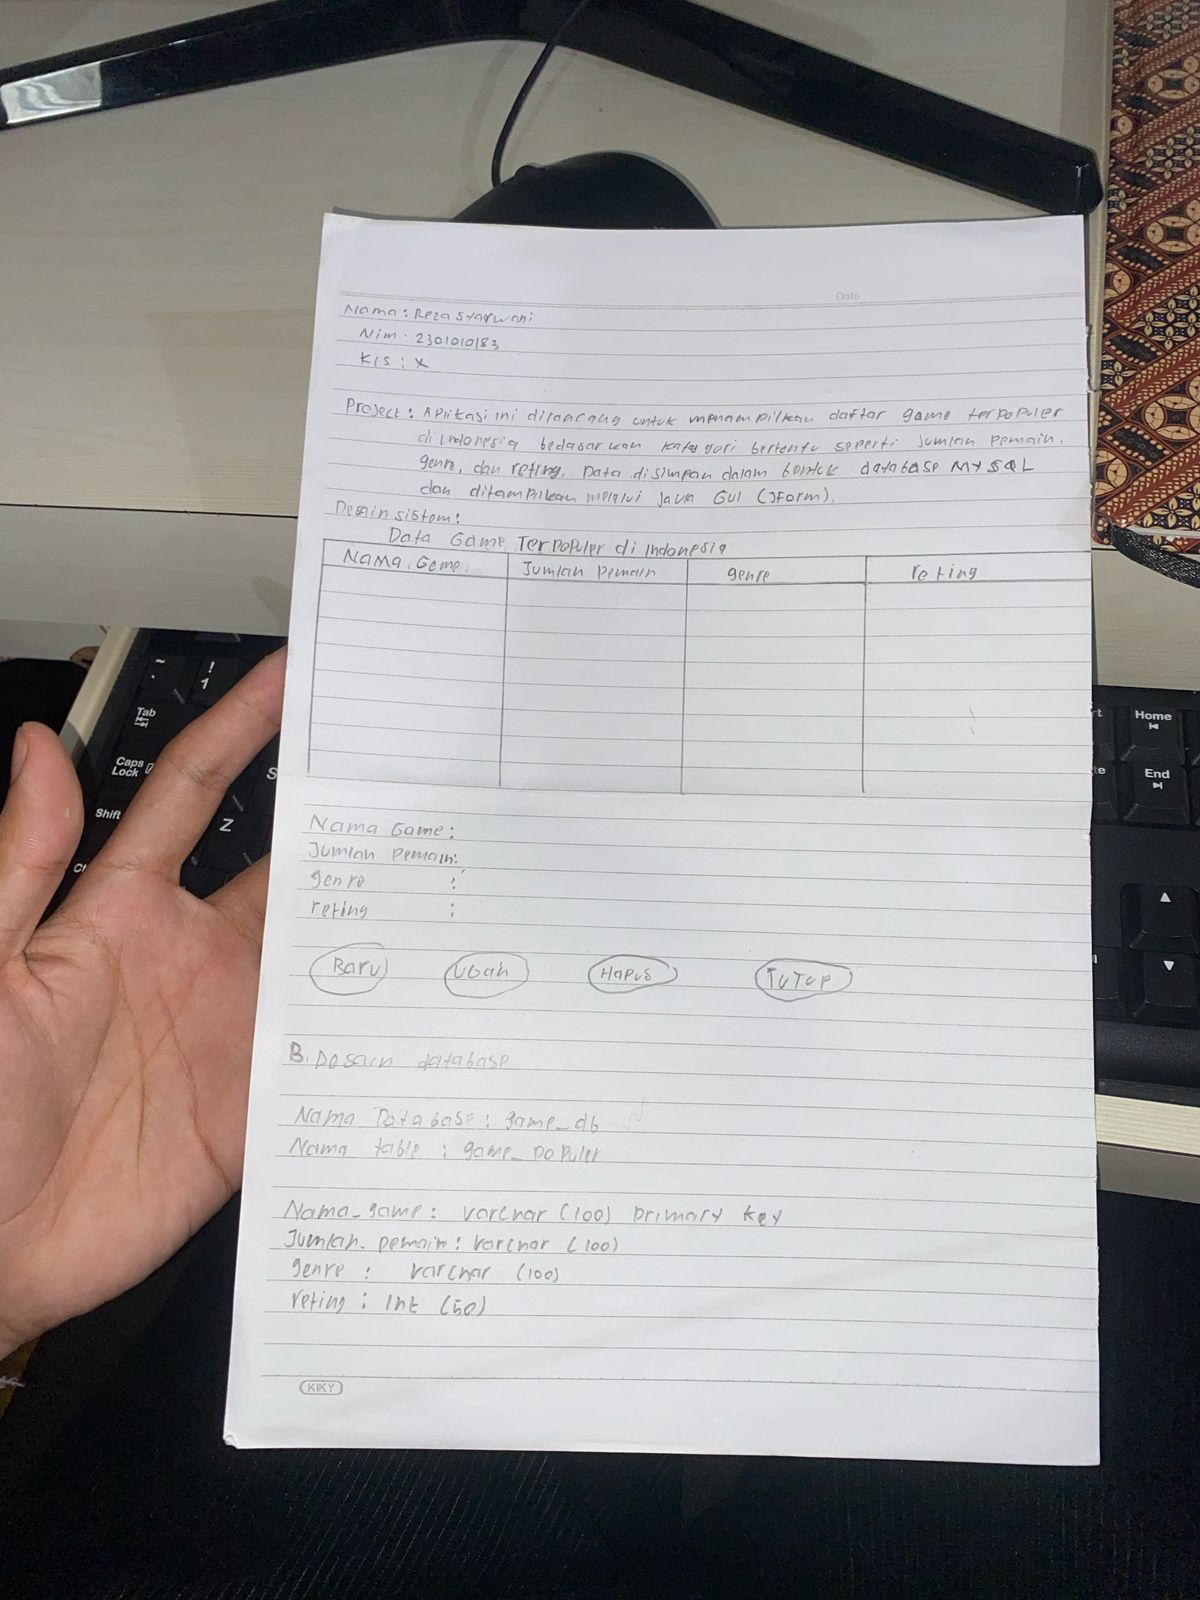 Date
Nama : Reza Syarwani
Nim : 2301010183
Kls : X
Project : Aplikasi ini dirancang untuk menampilkan daftar game terpopuler
di indonesia bedasarkan kategori bertentu seperti jumlah pemain,
genre, dan reting. Data disimpan dalam bentuk database MYSQL
dan ditampilkan melalui java GUI (JForm).
Desain sistem :
Data Game Terpopuler di indonesia
Nama Game Jumlah Pemain genre reting
Nama Game :
Jumlah Pemain :
genre :
reting :
Baru Ubah Hapus TUTUP
B. Desain database
Nama Database : game_db
Nama table : game_populer
Nama_game : varchar (100) primary key
Jumlah_pemain : varchar (100)
genre : varchar (100)
reting : int (50)
KIKY
~
` ! 1
Tab
Caps Lock
Shift
S
Z
Home
End